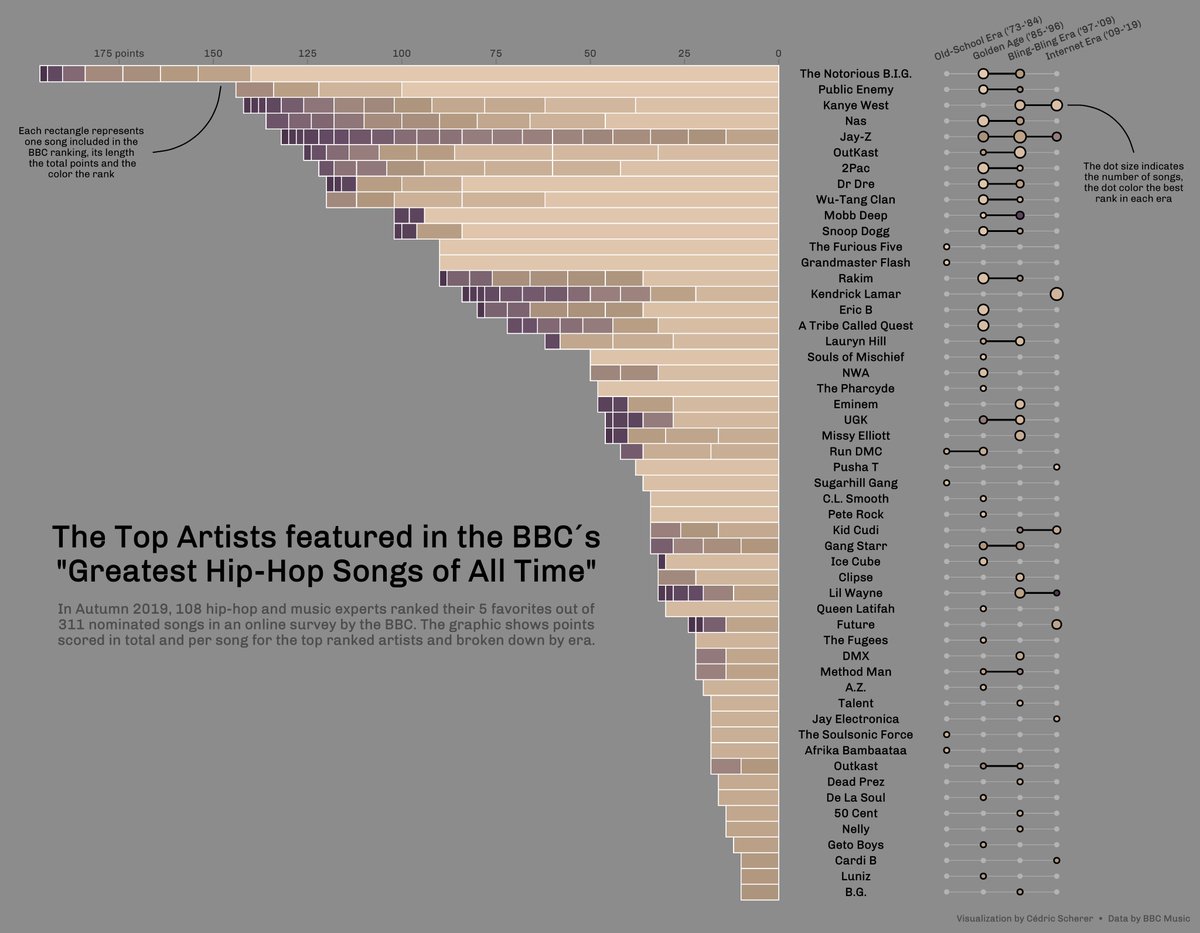 Old-School Era ('73-'84)
Golden Age ('85-'96)
Bling-Bling Era ('97-'09)
Internet Era ('09-'19)
175 points
150
125
100
75
50
25
0
Each rectangle represents
one song included in the
BBC ranking, its length
the total points and the
color the rank
The Notorious B.I.G.
Public Enemy
Kanye West
Nas
Jay-Z
OutKast
2Pac
Dr Dre
Wu-Tang Clan
Mobb Deep
Snoop Dogg
The Furious Five
Grandmaster Flash
Rakim
Kendrick Lamar
Eric B
A Tribe Called Quest
Lauryn Hill
Souls of Mischief
NWA
The Pharcyde
Eminem
UGK
Missy Elliott
Run DMC
Pusha T
Sugarhill Gang
C.L. Smooth
Pete Rock
Kid Cudi
Gang Starr
Ice Cube
Clipse
Lil Wayne
Queen Latifah
Future
The Fugees
DMX
Method Man
A.Z.
Talent
Jay Electronica
The Soulsonic Force
Afrika Bambaataa
Outkast
Dead Prez
De La Soul
50 Cent
Nelly
Geto Boys
Cardi B
Luniz
B.G.
The dot size indicates
the number of songs,
the dot color the best
rank in each era
The Top Artists featured in the BBC´s
"Greatest Hip-Hop Songs of All Time"
In Autumn 2019, 108 hip-hop and music experts ranked their 5 favorites out of
311 nominated songs in an online survey by the BBC. The graphic shows points
scored in total and per song for the top ranked artists and broken down by era.
Visualization by Cédric Scherer • Data by BBC Music